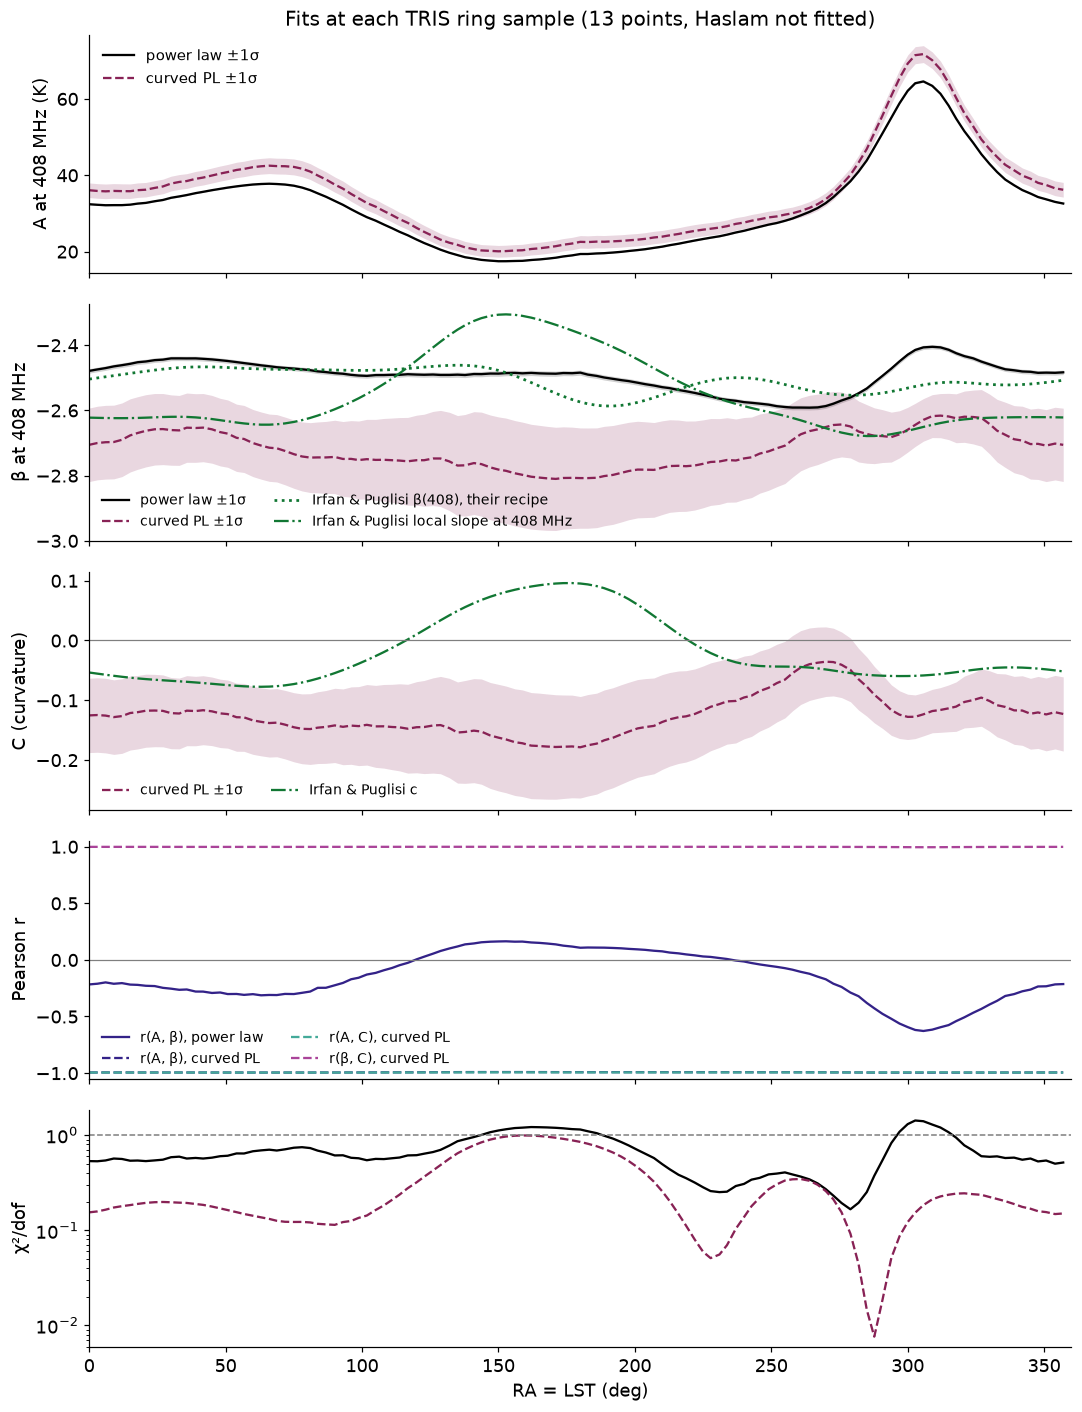 Fits at each TRIS ring sample (13 points, Haslam not fitted)
A at 408 MHz (K)
60
40
20
power law ±1σ
curved PL ±1σ
β at 408 MHz
−2.4
−2.6
−2.8
−3.0
power law ±1σ
curved PL ±1σ
Irfan & Puglisi β(408), their recipe
Irfan & Puglisi local slope at 408 MHz
C (curvature)
0.1
0.0
−0.1
−0.2
curved PL ±1σ
Irfan & Puglisi c
Pearson r
1.0
0.5
0.0
−0.5
−1.0
r(A, β), power law
r(A, β), curved PL
r(A, C), curved PL
r(β, C), curved PL
χ²/dof
10⁰
10⁻¹
10⁻²
0 50 100 150 200 250 300 350
RA = LST (deg)